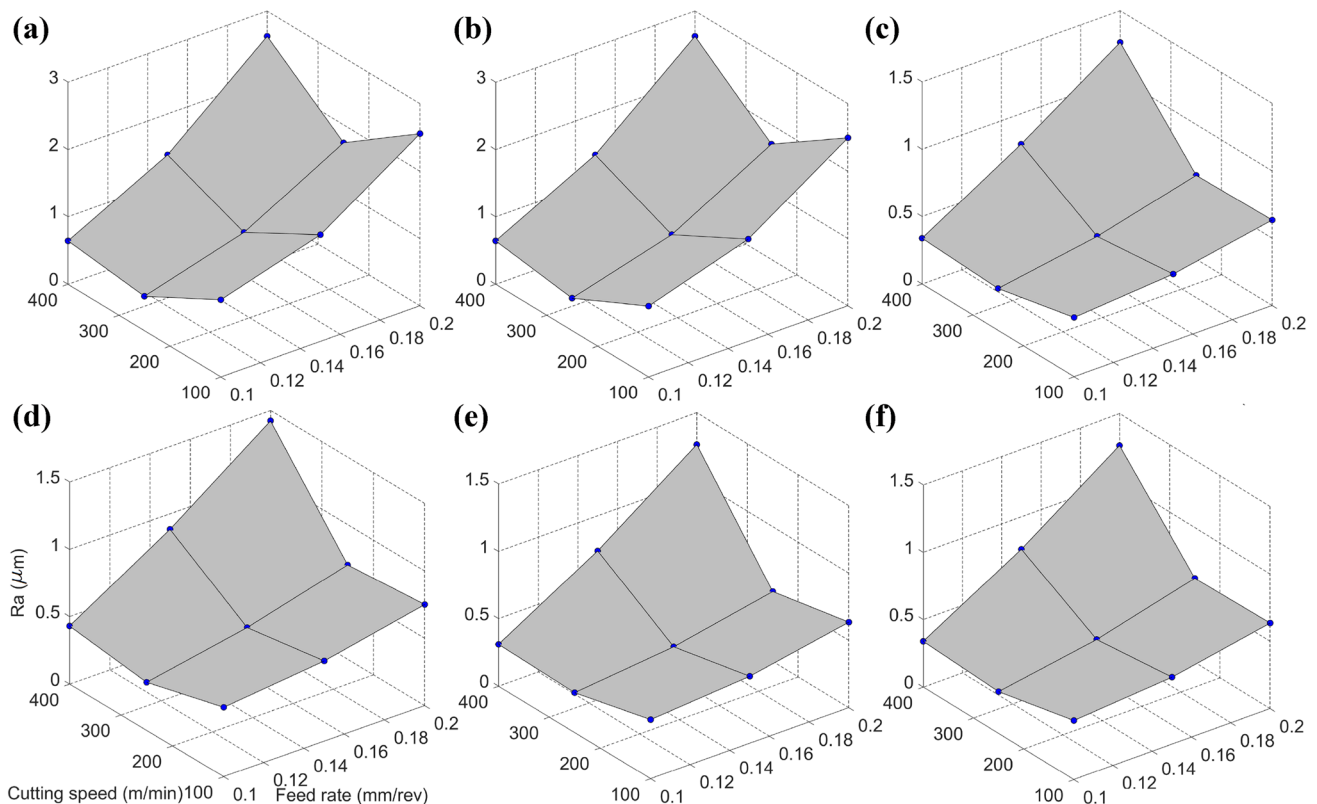 (a) (b) (c)
3 3 1.5
2 2 1
1 1 0.5
0 0 0
400 400 400
300 300 300
200 200 200
100 100 100
0.1 0.12 0.14 0.16 0.18 0.2
0.1 0.12 0.14 0.16 0.18 0.2
0.1 0.12 0.14 0.16 0.18 0.2
(d) (e) (f)
1.5 1.5 1.5
1 1 1
Ra (μm)
0.5 0.5 0.5
0 0 0
400 400 400
300 300 300
200 200 200
Cutting speed (m/min) 100 100 100
0.1 0.12 0.14 0.16 0.18 0.2
0.1 0.12 0.14 0.16 0.18 0.2
0.1 0.12 0.14 0.16 0.18 0.2
Feed rate (mm/rev)